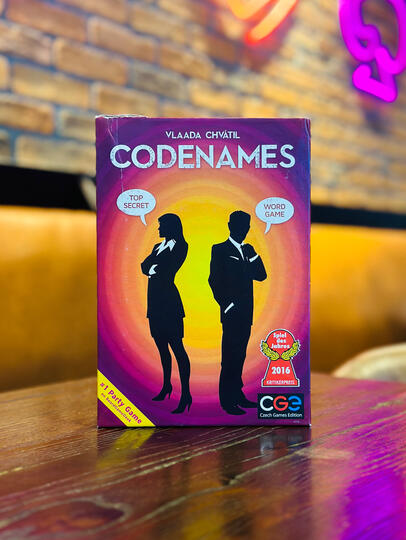 VLAADA CHVÁTIL
CODENAMES
TOP
SECRET
WORD
GAME
Spiel des
Jahres
2016
KRITIKERPREIS
#1 Party Game
CGE
Czech Games Edition